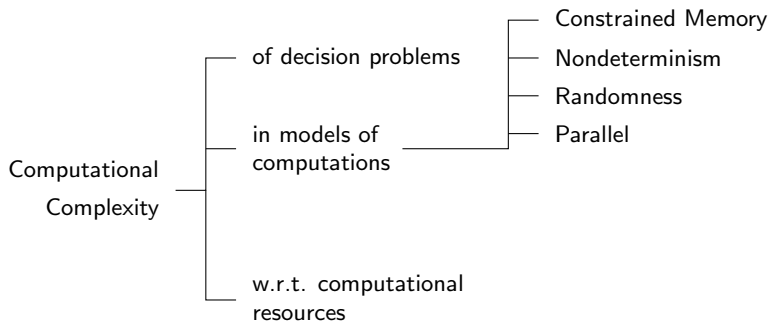 Computational
Complexity
of decision problems
in models of
computations
w.r.t. computational
resources
Constrained Memory
Nondeterminism
Randomness
Parallel